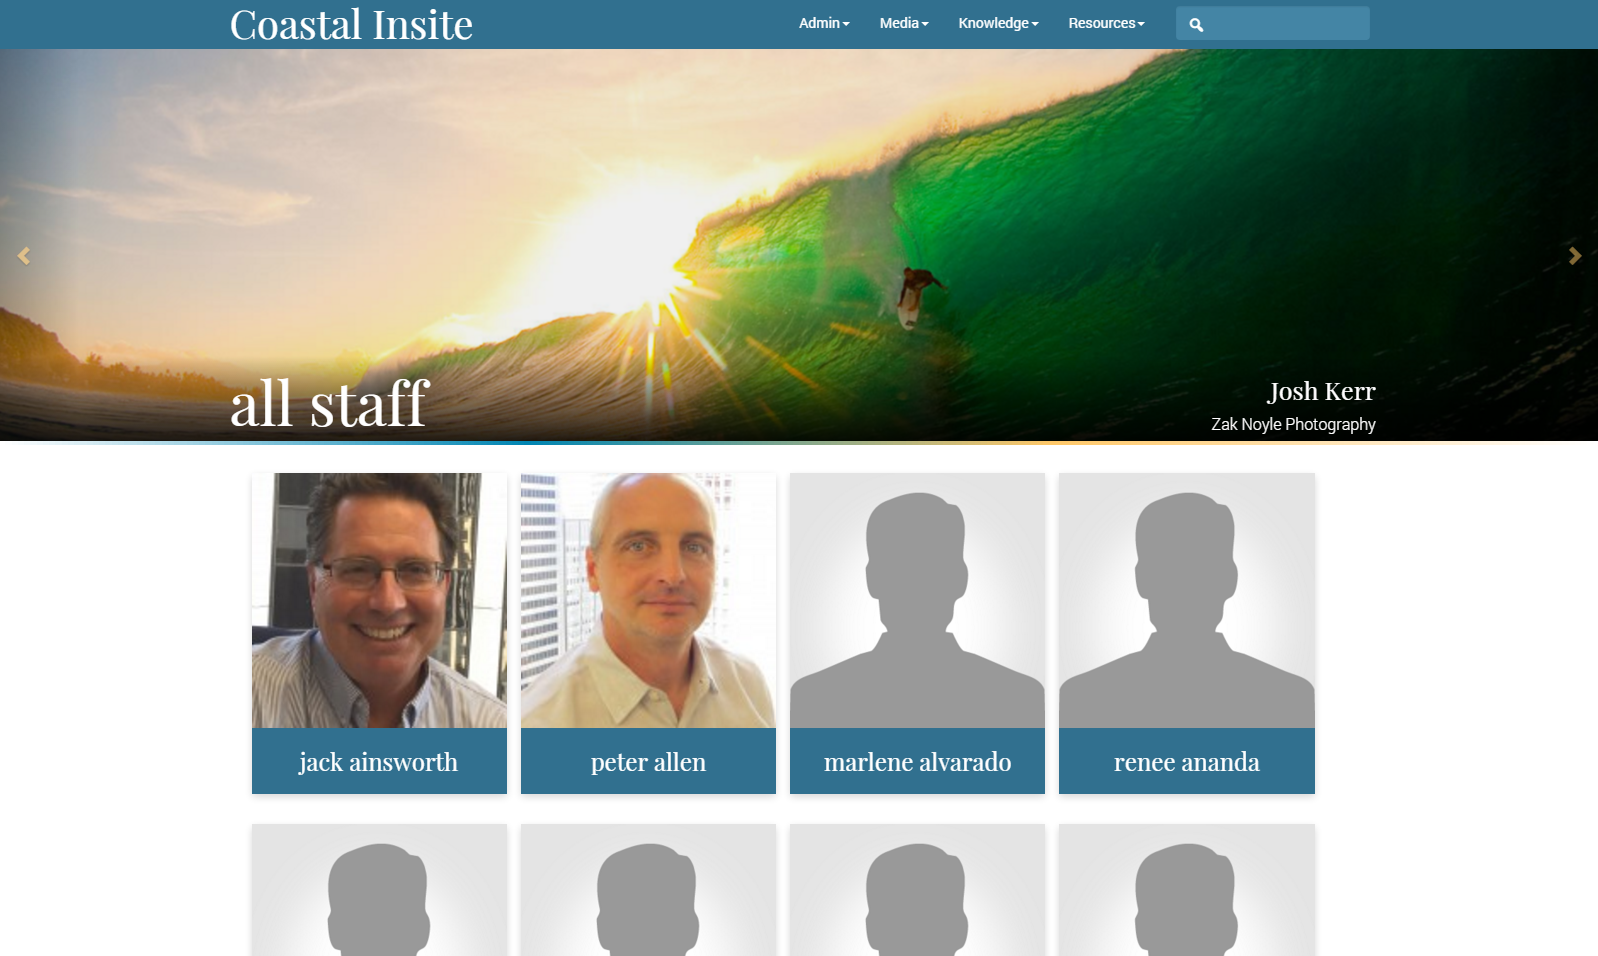 Coastal Insite
Admin
Media
Knowledge
Resources
all staff
Josh Kerr
Zak Noyle Photography
jack ainsworth
peter allen
marlene alvarado
renee ananda